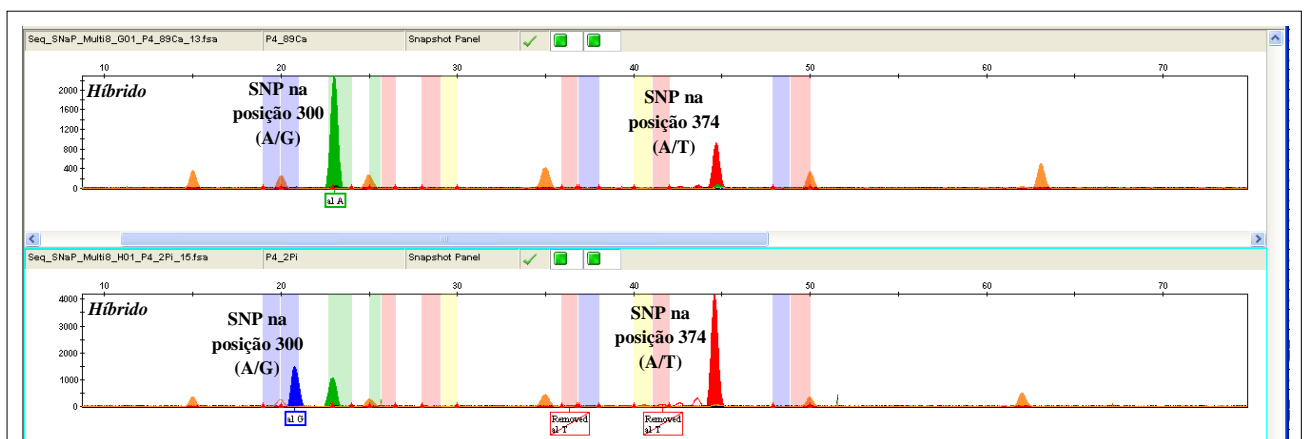 Seq_SNaP_Multi8_G01_P4_89Ca_13.fsa P4_89Ca Snapshot Panel
10 20 30 40 50 60 70
2000
1600
1200
800
400
0
Híbrido
SNP na
posição 300
(A/G)
SNP na
posição 374
(A/T)
al A
Seq_SNaP_Multi8_H01_P4_2Pi_15.fsa P4_2Pi Snapshot Panel
10 20 30 40 50 60 70
4000
3000
2000
1000
0
Híbrido
SNP na
posição 300
(A/G)
SNP na
posição 374
(A/T)
al G
Removed
al T
Removed
al T